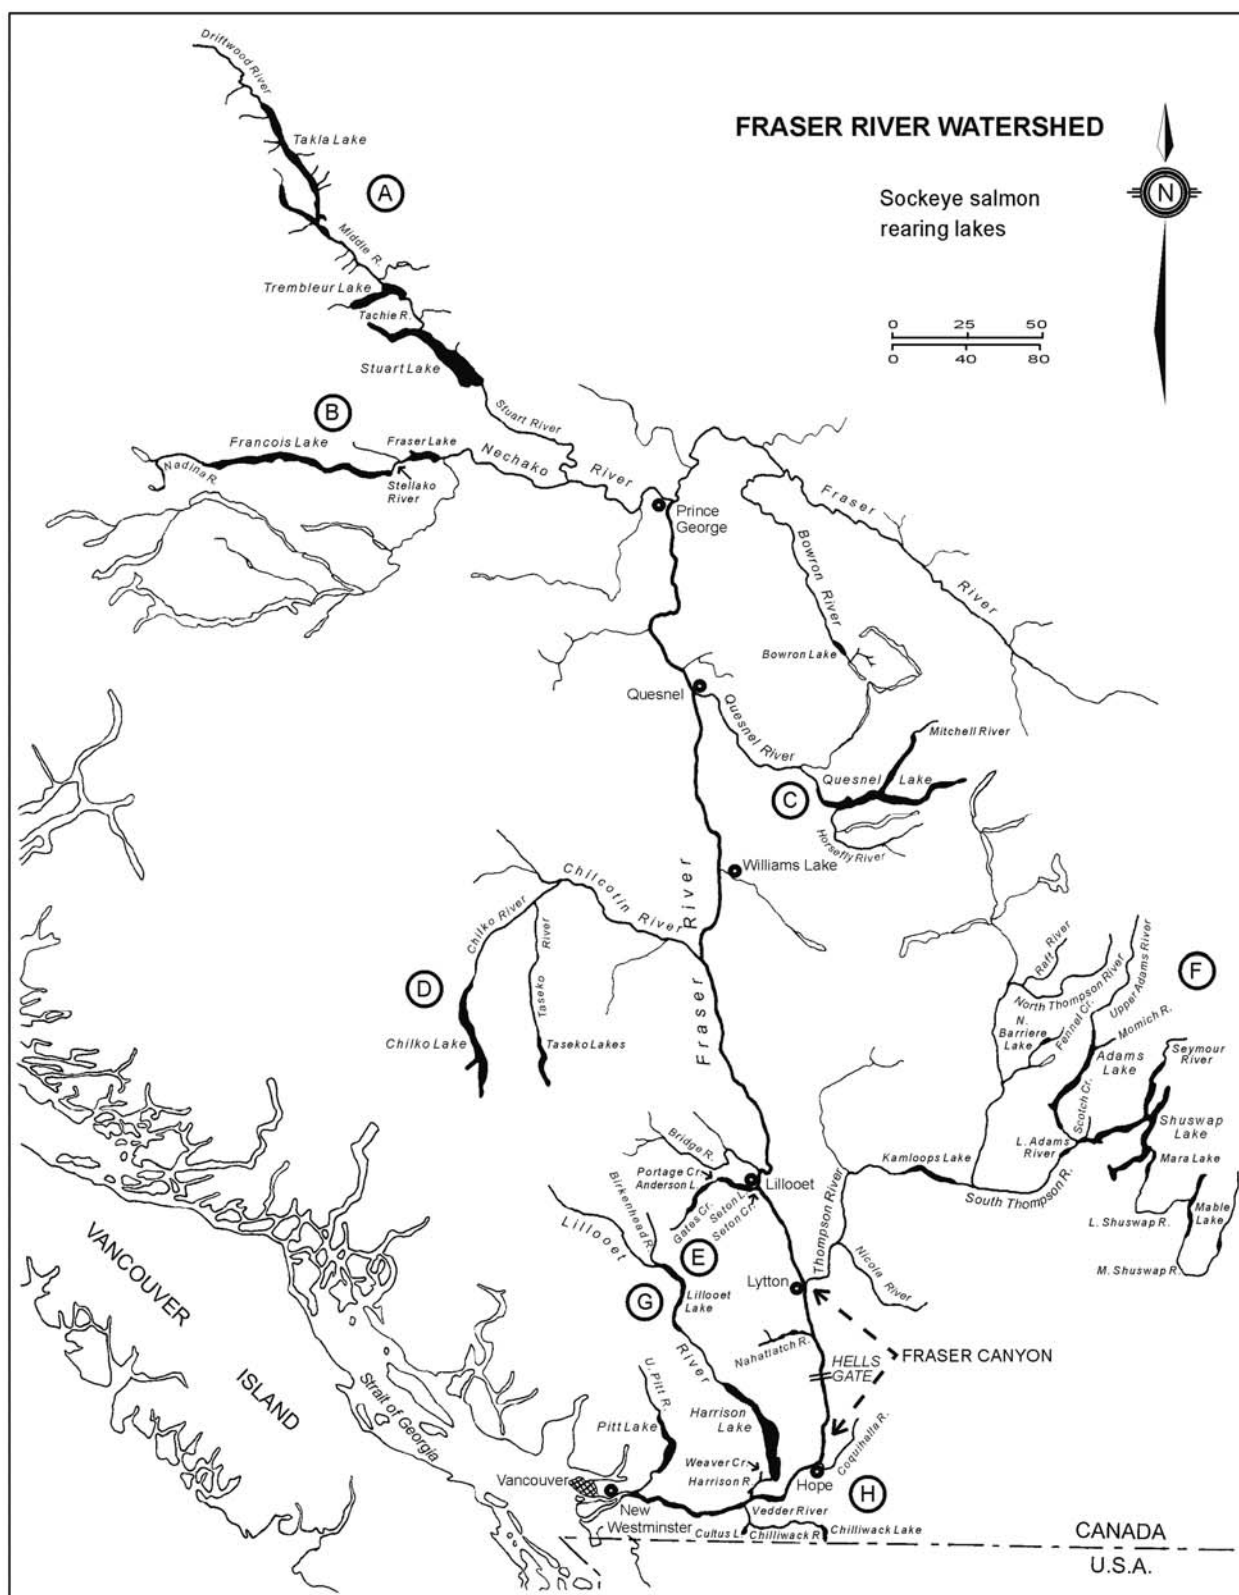 Driftwood River
FRASER RIVER WATERSHED
Takla Lake
A
N
Sockeye salmon
rearing lakes
Middle R.
Trembleur Lake
Tachie R.
0 25 50
0 40 80
Stuart Lake
B
Stuart River
Francois Lake
Fraser Lake
Nadina R.
Nechako River
Stellako
River
Fraser River
Prince
George
Bowron River
Bowron Lake
Quesnel
Quesnel River
Mitchell River
Quesnel Lake
C
Horsefly River
Williams Lake
Chilcotin River
Fraser River
Chilko River
Taseko River
D
Raft River
North Thompson River
Upper Adams River
F
N.
Barriere
Lake
Fennel Cr.
Momich R.
Chilko Lake
Taseko Lakes
Adams
Lake
Seymour
River
Scotch Cr.
Shuswap
Lake
Bridge R.
L. Adams
River
Mara Lake
Kamloops Lake
Portage Cr.
Anderson L.
Lillooet
South Thompson R.
Birkenhead R.
Gates Cr.
Seton L.
Seton Cr.
Thompson River
L. Shuswap R.
Mable
Lake
Lillooet River
E
Nicola River
M. Shuswap R.
VANCOUVER ISLAND
G
Lillooet
Lake
Lytton
Nahatlatch R.
FRASER CANYON
HELLS
GATE
U. Pitt R.
Strait of Georgia
Pitt Lake
Harrison
Lake
Coquihalla R.
Weaver Cr.
Harrison R.
Vancouver
Hope
H
New
Westminster
Vedder River
Cultus L.
Chilliwack R.
Chilliwack Lake
CANADA
U.S.A.